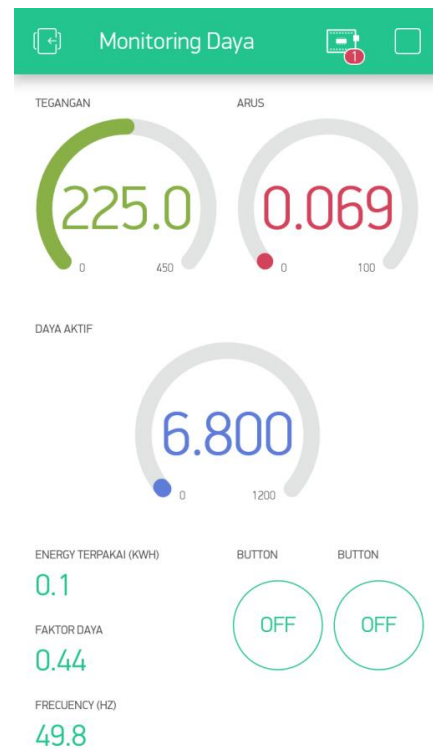 Monitoring Daya
1
TEGANGAN
ARUS
225.0
0.069
0
450
0
100
DAYA AKTIF
6.800
0
1200
ENERGY TERPAKAI (KWH)
BUTTON
BUTTON
0.1
OFF
OFF
FAKTOR DAYA
0.44
FRECUENCY (HZ)
49.8